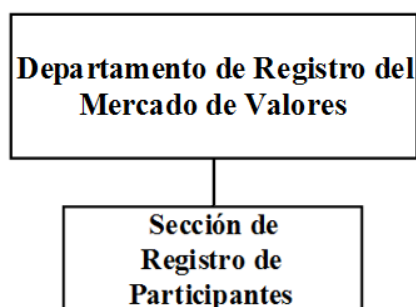 Departamento de Registro del
Mercado de Valores
Sección de
Registro de
Participantes